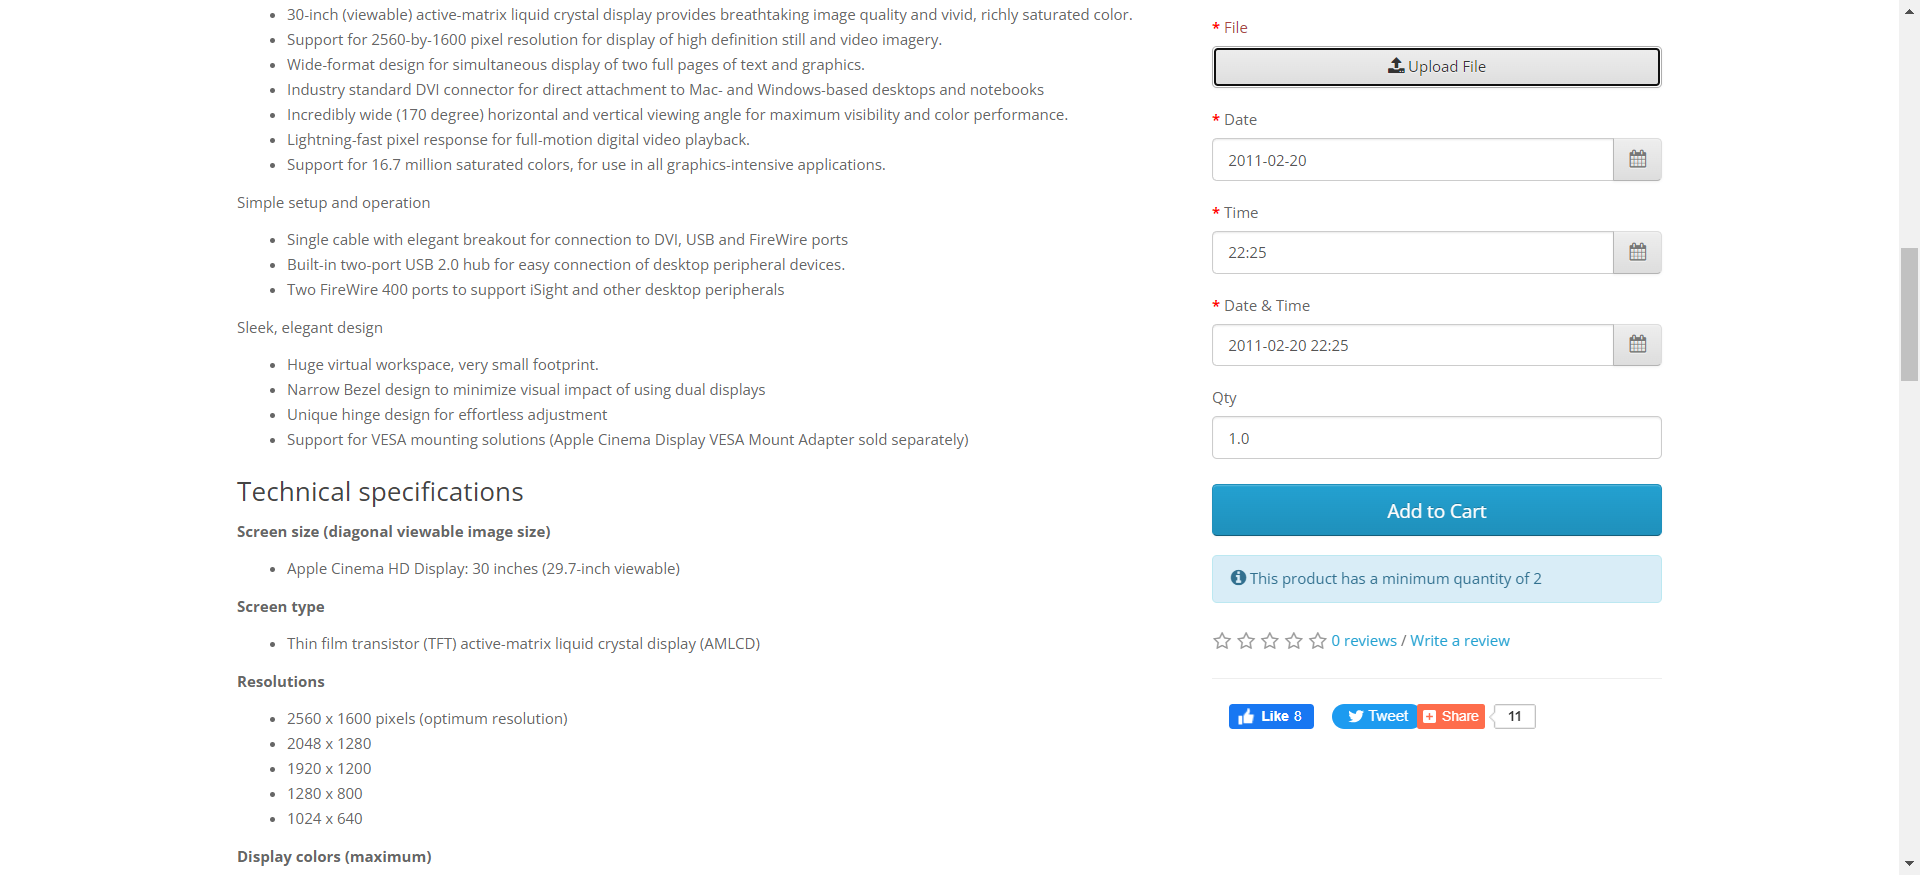 30-inch (viewable) active-matrix liquid crystal display provides breathtaking image quality and vivid, richly saturated color.
Support for 2560-by-1600 pixel resolution for display of high definition still and video imagery.
Wide-format design for simultaneous display of two full pages of text and graphics.
Industry standard DVI connector for direct attachment to Mac- and Windows-based desktops and notebooks
Incredibly wide (170 degree) horizontal and vertical viewing angle for maximum visibility and color performance.
Lightning-fast pixel response for full-motion digital video playback.
Support for 16.7 million saturated colors, for use in all graphics-intensive applications.
Simple setup and operation
Single cable with elegant breakout for connection to DVI, USB and FireWire ports
Built-in two-port USB 2.0 hub for easy connection of desktop peripheral devices.
Two FireWire 400 ports to support iSight and other desktop peripherals
Sleek, elegant design
Huge virtual workspace, very small footprint.
Narrow Bezel design to minimize visual impact of using dual displays
Unique hinge design for effortless adjustment
Support for VESA mounting solutions (Apple Cinema Display VESA Mount Adapter sold separately)
Technical specifications
Screen size (diagonal viewable image size)
Apple Cinema HD Display: 30 inches (29.7-inch viewable)
Screen type
Thin film transistor (TFT) active-matrix liquid crystal display (AMLCD)
Resolutions
2560 x 1600 pixels (optimum resolution)
2048 x 1280
1920 x 1200
1280 x 800
1024 x 640
Display colors (maximum)
* File
Upload File
* Date
2011-02-20
* Time
22:25
* Date & Time
2011-02-20 22:25
Qty
1.0
Add to Cart
This product has a minimum quantity of 2
0 reviews / Write a review
Like 8
Tweet
Share
11